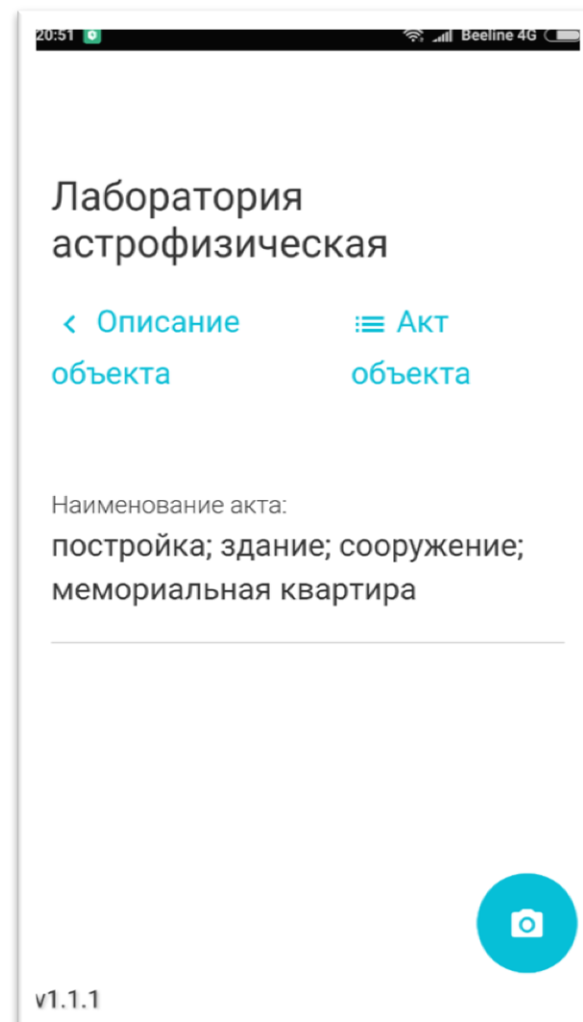 20:51 Beeline 4G
Лаборатория
астрофизическая
Описание Акт
объекта объекта
Наименование акта:
постройка; здание; сооружение;
мемориальная квартира
v1.1.1